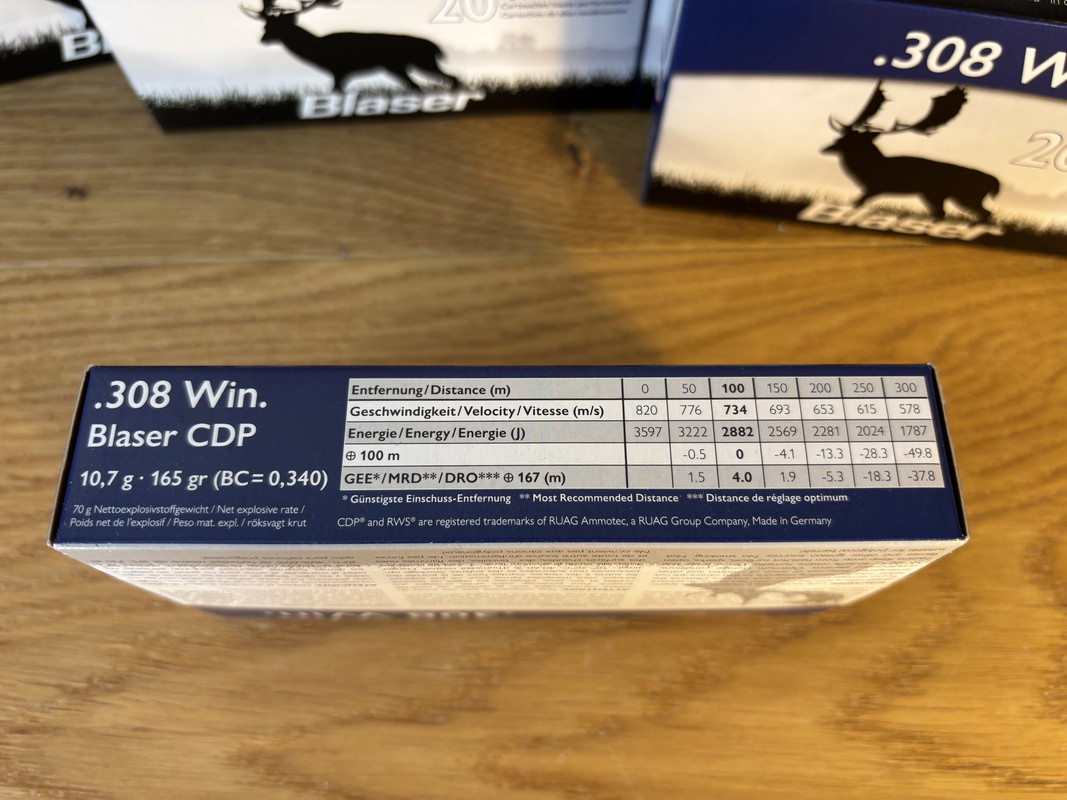 20
Blaser
.308 W
20
Blaser
Bl
.308 Win.
Blaser CDP
10,7 g · 165 gr (BC = 0,340)
70 g Nettoexplosivstoffgewicht / Net explosive rate /
Poids net de l'explosif / Peso mat. expl. / röksvagt krut
Entfernung / Distance (m) 0 50 100 150 200 250 300
Geschwindigkeit / Velocity / Vitesse (m/s) 820 776 734 693 653 615 578
Energie / Energy / Energie (J) 3597 3222 2882 2569 2281 2024 1787
⊕ 100 m -0.5 0 -4.1 -13.3 -28.3 -49.8
GEE* / MRD** / DRO*** ⊕ 167 (m) 1.5 4.0 1.9 -5.3 -18.3 -37.8
* Günstigste Einschuss-Entfernung ** Most Recommended Distance *** Distance de réglage optimum
CDP® and RWS® are registered trademarks of RUAG Ammotec, a RUAG Group Company, Made in Germany